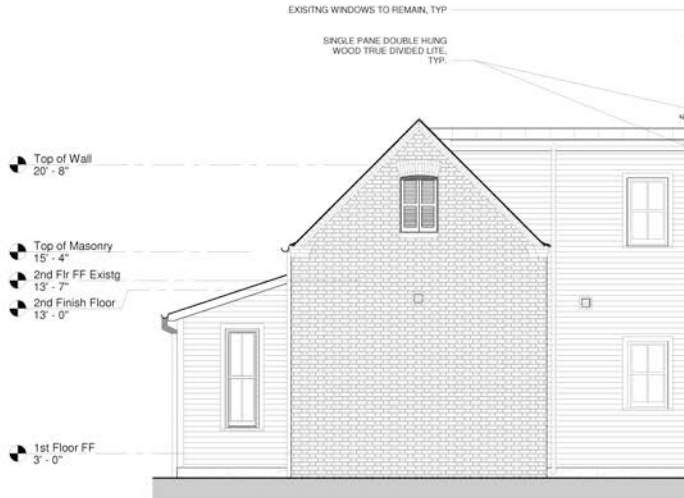 EXISITNG WINDOWS TO REMAIN, TYP
SINGLE PANE DOUBLE HUNG
WOOD TRUE DIVIDED LITE,
TYP.
Top of Wall
20' - 8"
Top of Masonry
15' - 4"
2nd Flr FF Existg
13' - 7"
2nd Finish Floor
13' - 0"
1st Floor FF
3' - 0"